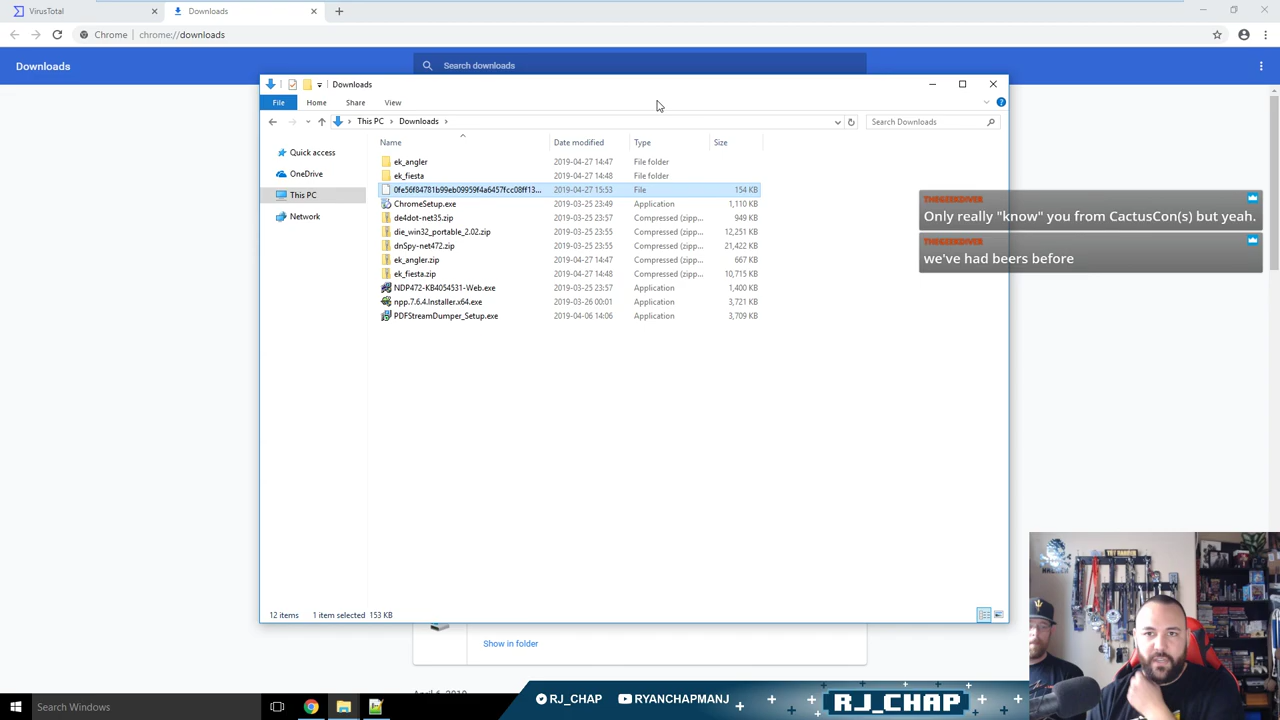 VirusTotal
Downloads
Chrome | chrome://downloads
Downloads
Search downloads
Downloads
File Home Share View
This PC Downloads
Search Downloads
Name Date modified Type Size
Quick access
OneDrive
This PC
Network
ek_angler 2019-04-27 14:47 File folder
ek_fiesta 2019-04-27 14:48 File folder
0fe56f84781b99eb09959f4a6457fcc08ff13... 2019-04-27 15:53 File 154 KB
ChromeSetup.exe 2019-03-25 23:49 Application 1,110 KB
de4dot-net35.zip 2019-03-25 23:57 Compressed (zipp... 949 KB
die_win32_portable_2.02.zip 2019-03-25 23:55 Compressed (zipp... 12,251 KB
dnSpy-net472.zip 2019-03-25 23:55 Compressed (zipp... 21,422 KB
ek_angler.zip 2019-04-27 14:47 Compressed (zipp... 667 KB
ek_fiesta.zip 2019-04-27 14:48 Compressed (zipp... 10,715 KB
NDP472-KB4054531-Web.exe 2019-03-25 23:57 Application 1,400 KB
npp.7.6.4.Installer.x64.exe 2019-03-26 00:01 Application 3,721 KB
PDFStreamDumper_Setup.exe 2019-04-06 14:06 Application 3,709 KB
THEGEEKDIVER
Only really "know" you from CactusCon(s) but yeah.
THEGEEKDIVER
we've had beers before
12 items 1 item selected 153 KB
Show in folder
April 6, 2019
Search Windows
RJ_CHAP
RYANCHAPMANJ
RJ_CHAP